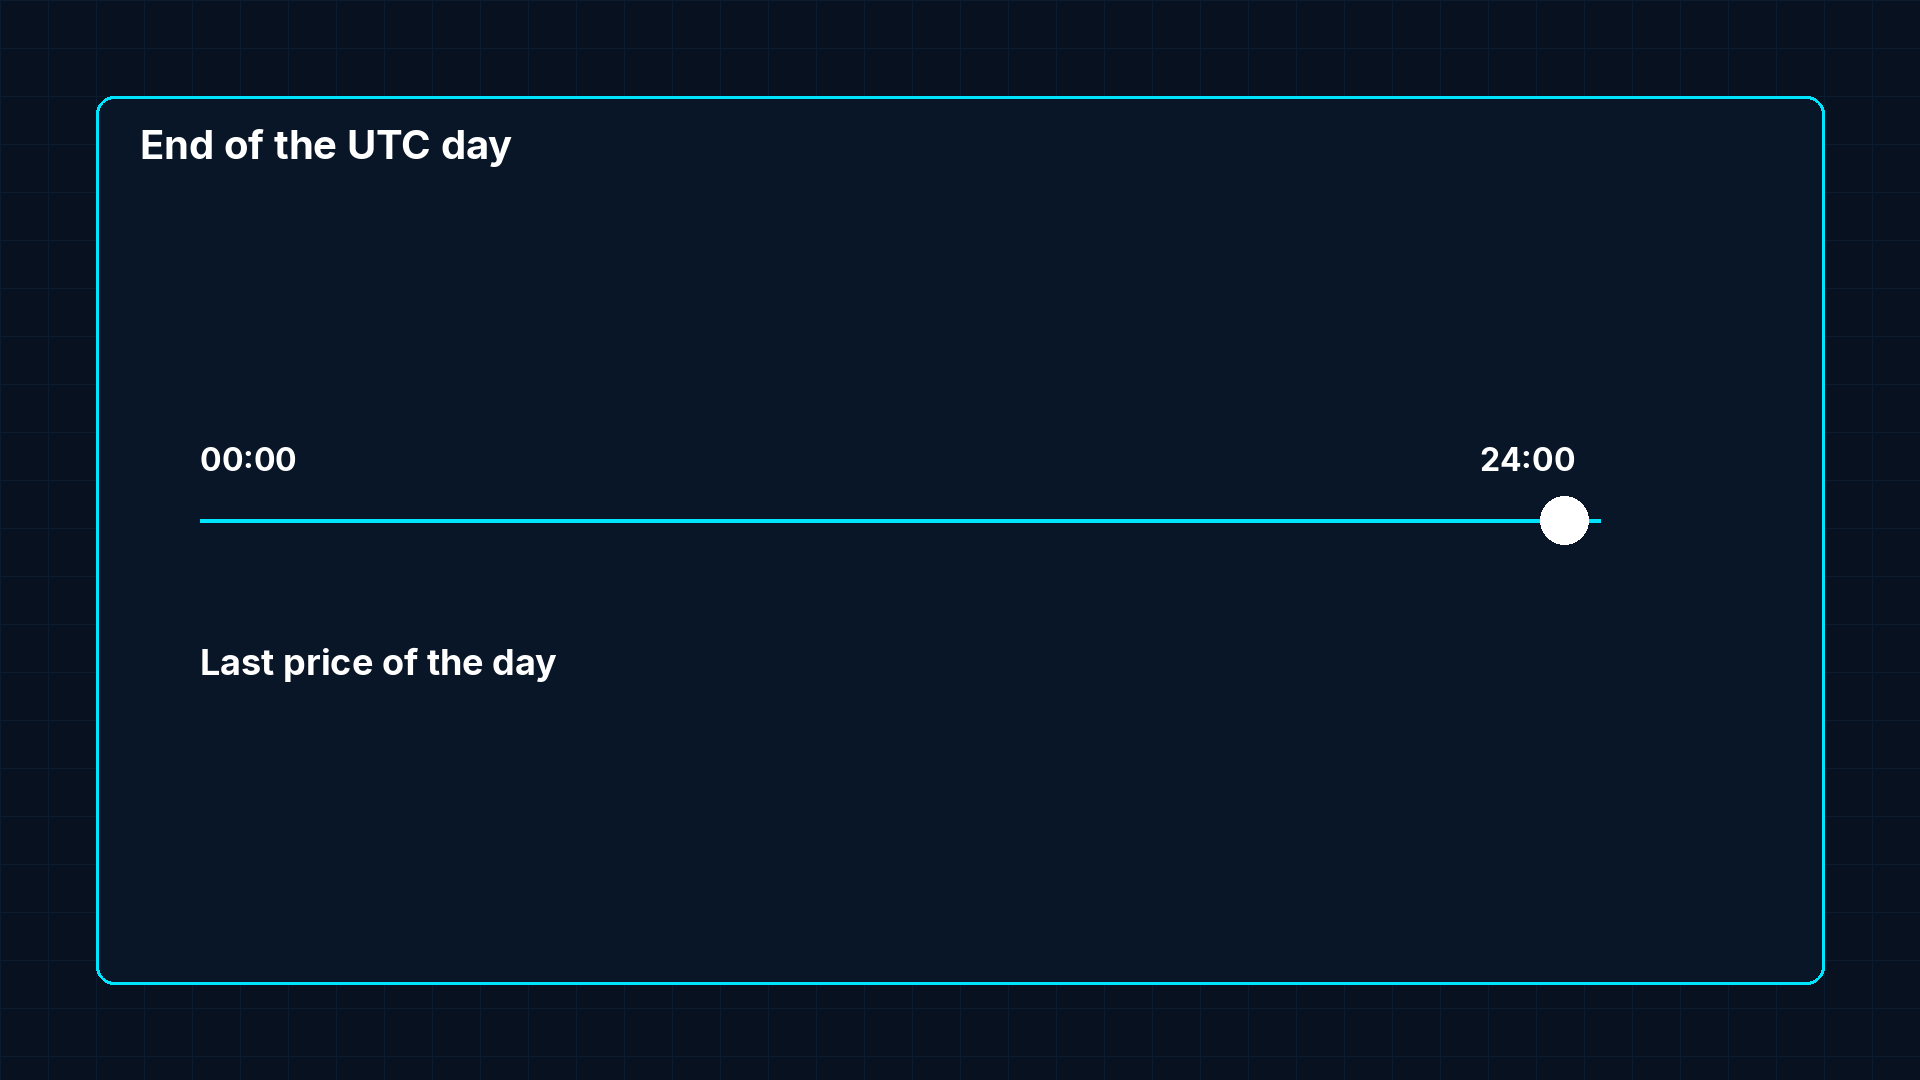 End of the UTC day
00:00
24:00
Last price of the day